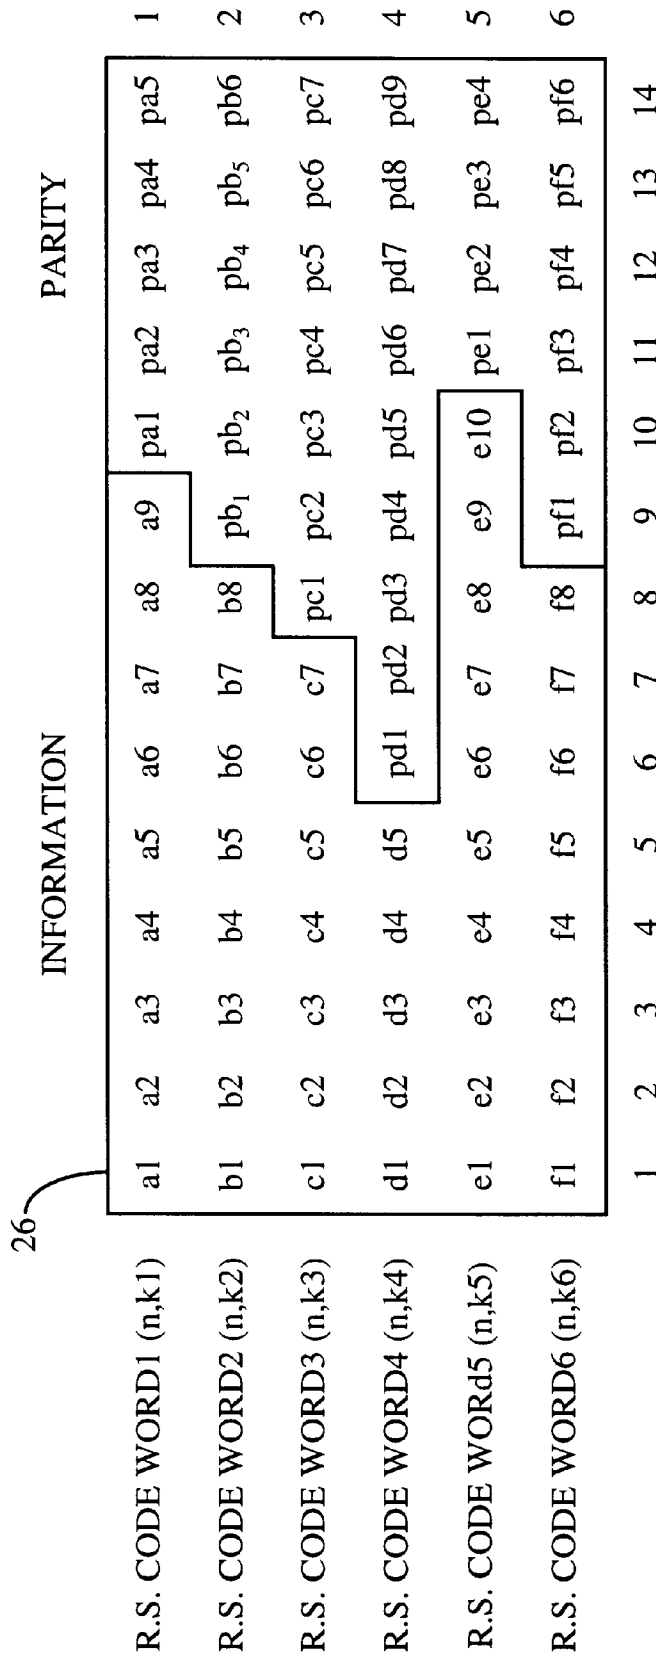 26
INFORMATION PARITY
R.S. CODE WORD1 (n,k1) a1 a2 a3 a4 a5 a6 a7 a8 a9 pa1 pa2 pa3 pa4 pa5 1
R.S. CODE WORD2 (n,k2) b1 b2 b3 b4 b5 b6 b7 b8 pb1 pb2 pb3 pb4 pb5 pb6 2
R.S. CODE WORD3 (n,k3) c1 c2 c3 c4 c5 c6 c7 pc1 pc2 pc3 pc4 pc5 pc6 pc7 3
R.S. CODE WORD4 (n,k4) d1 d2 d3 d4 d5 pd1 pd2 pd3 pd4 pd5 pd6 pd7 pd8 pd9 4
R.S. CODE WORd5 (n,k5) e1 e2 e3 e4 e5 e6 e7 e8 e9 e10 pe1 pe2 pe3 pe4 5
R.S. CODE WORD6 (n,k6) f1 f2 f3 f4 f5 f6 f7 f8 pf1 pf2 pf3 pf4 pf5 pf6 6
1 2 3 4 5 6 7 8 9 10 11 12 13 14